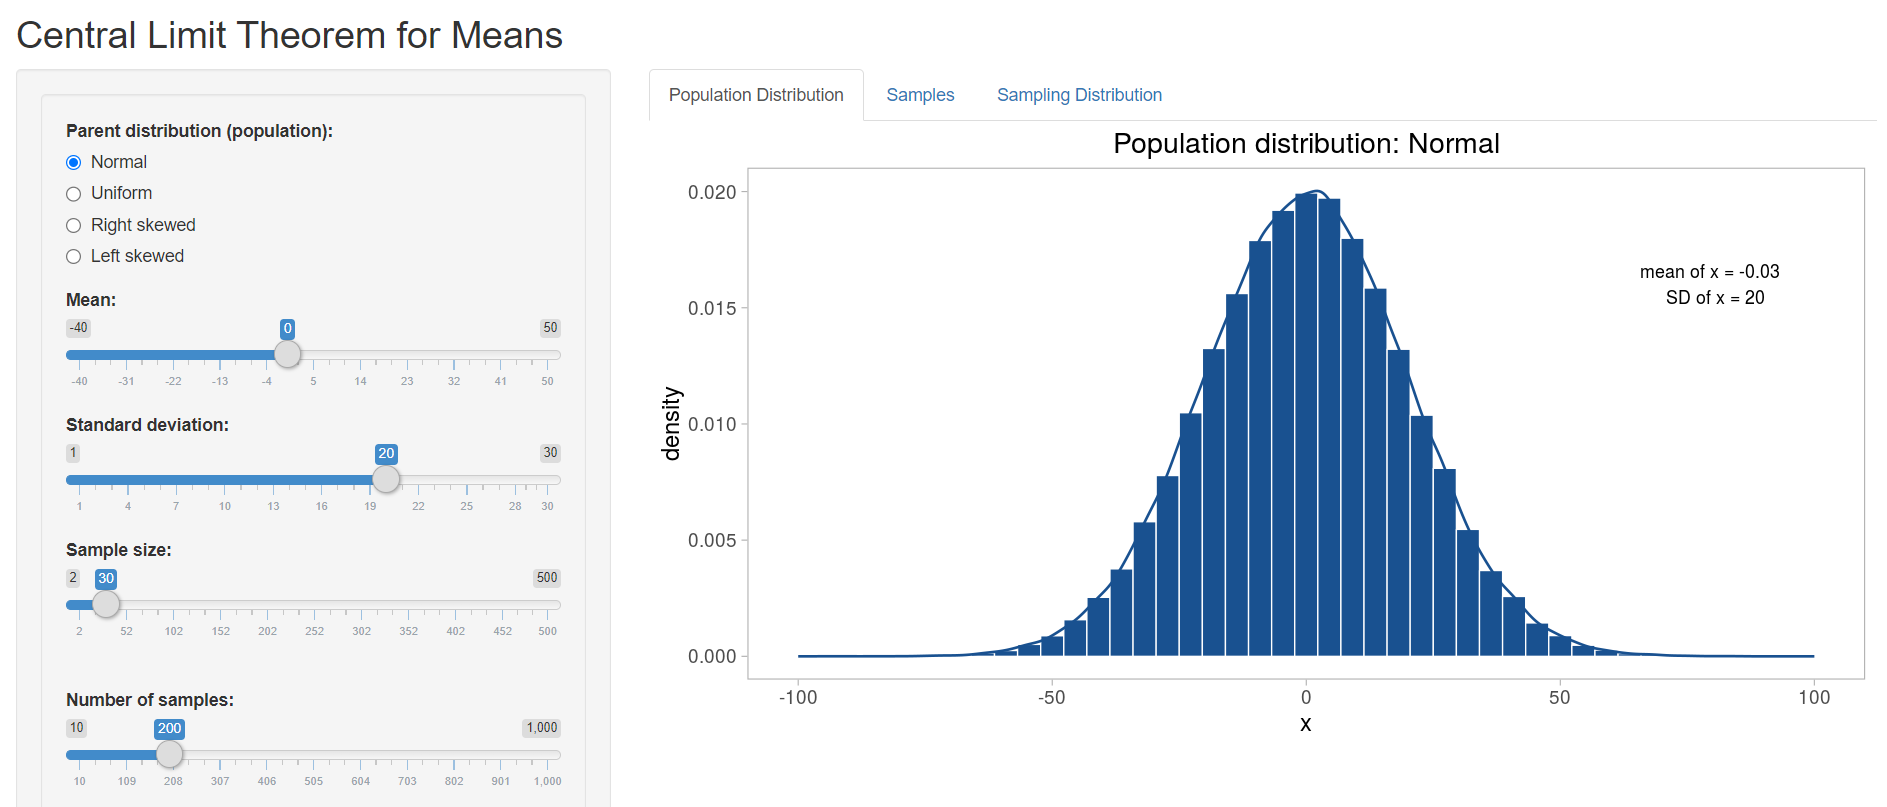 Central Limit Theorem for Means
Parent distribution (population):
Normal
Uniform
Right skewed
Left skewed
Mean:
-40 0 50
-40 -31 -22 -13 -4 5 14 23 32 41 50
Standard deviation:
1 20 30
1 4 7 10 13 16 19 22 25 28 30
Sample size:
2 30 500
2 52 102 152 202 252 302 352 402 452 500
Number of samples:
10 200 1,000
10 109 208 307 406 505 604 703 802 901 1,000
Population Distribution Samples Sampling Distribution
Population distribution: Normal
0.020
0.015
0.010
0.005
0.000
density
mean of x = -0.03
SD of x = 20
-100 -50 0 50 100
x